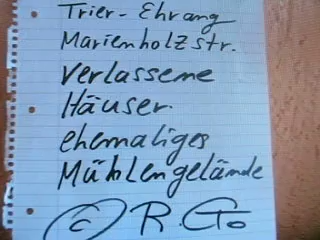 Trier-Ehrang
Marienholzstr.
Verlassene
Häuser.
ehemaliges
Mühlengelände
© R. Go